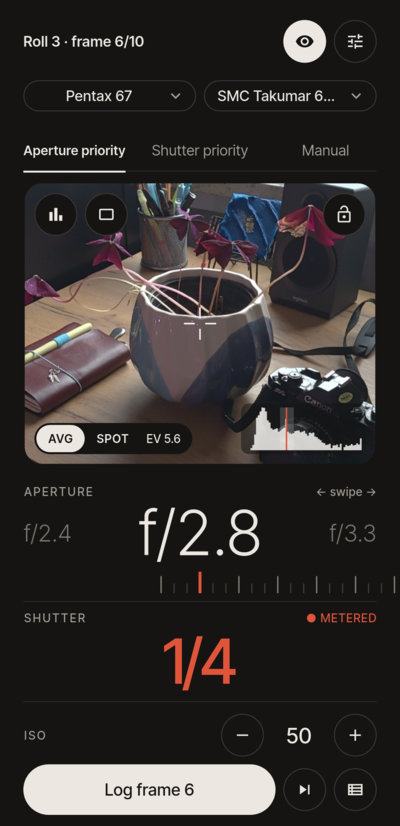 Roll 3 · frame 6/10
Pentax 67
SMC Takumar 6...
Aperture priority
Shutter priority
Manual
logitech
Canon
AVG
SPOT
EV 5.6
APERTURE
← swipe →
f/2.4
f/2.8
f/3.3
SHUTTER
METERED
1/4
ISO
−
50
+
Log frame 6